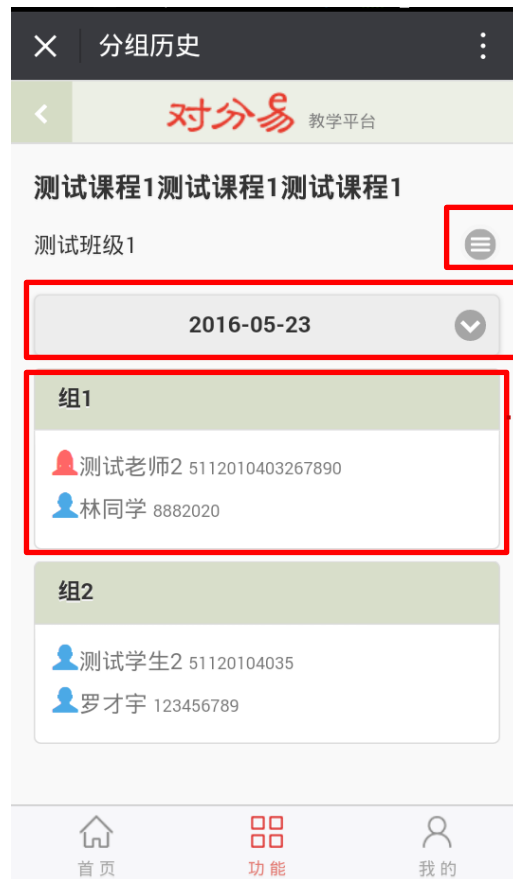 分组历史
对分易 教学平台
测试课程1测试课程1测试课程1
测试班级1
2016-05-23
组1
测试老师2 5112010403267890
林同学 8882020
组2
测试学生2 51120104035
罗才宇 123456789
首页 功能 我的